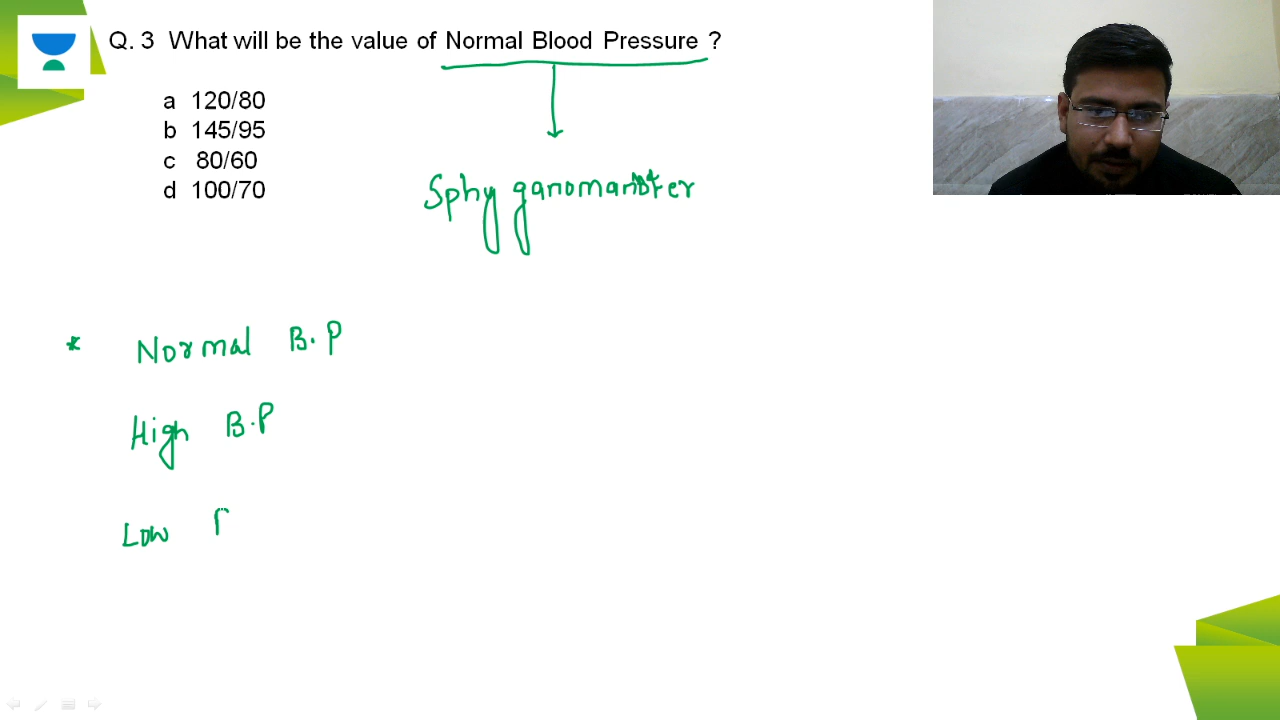 Q. 3 What will be the value of Normal Blood Pressure ?
a 120/80
b 145/95
c 80/60
d 100/70
* Normal B.P
High B.P
Low